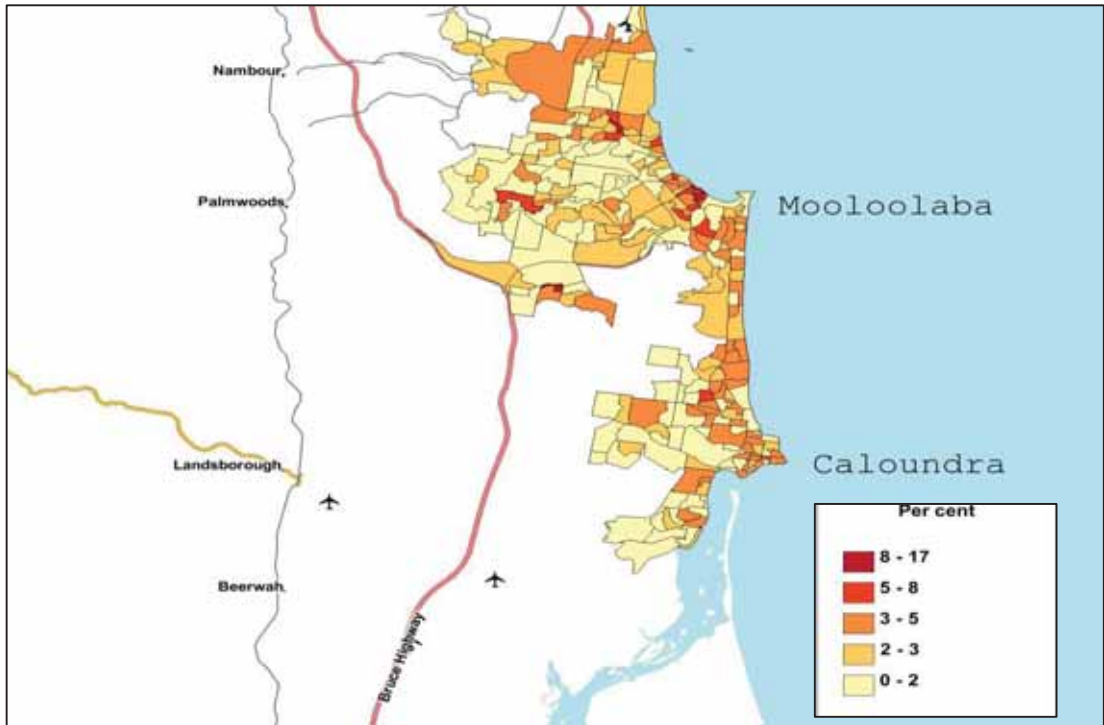 Nambour
Palmwoods
Mooloolaba
Landsborough
Caloundra
Beerwah
Bruce Highway
Per cent
8 - 17
5 - 8
3 - 5
2 - 3
0 - 2